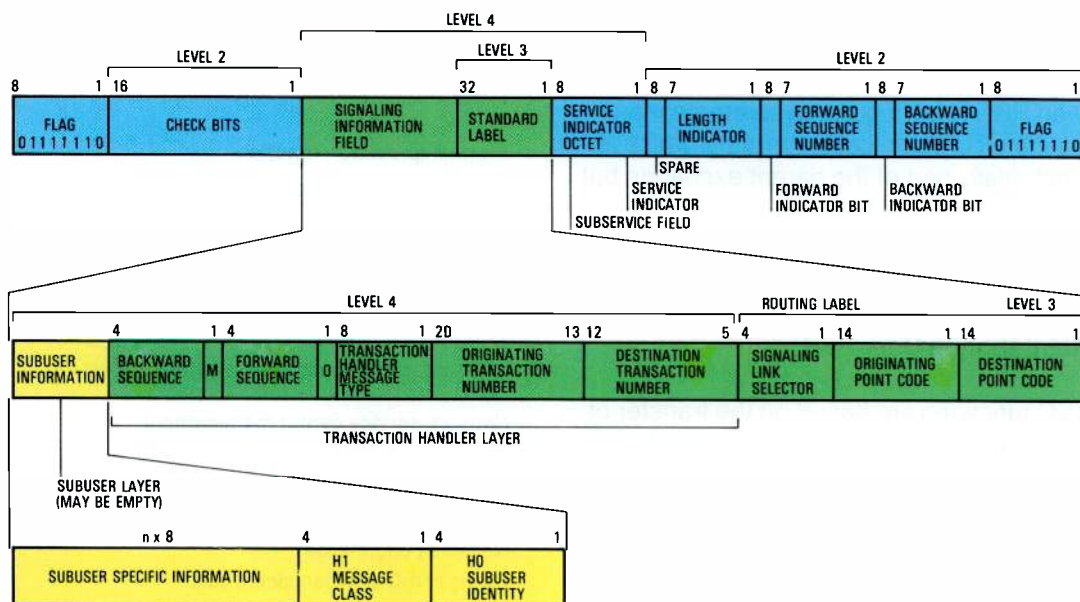 LEVEL 4
LEVEL 2
LEVEL 3
LEVEL 2
8 1 16 1 32 1 8 1 8 7 1 8 7 1 8 7 1 8 1
FLAG
01111110
CHECK BITS
SIGNALING
INFORMATION
FIELD
STANDARD
LABEL
SERVICE
INDICATOR
OCTET
LENGTH
INDICATOR
FORWARD
SEQUENCE
NUMBER
BACKWARD
SEQUENCE
NUMBER
FLAG
01111110
SPARE
SERVICE
INDICATOR
SUBSERVICE FIELD
FORWARD
INDICATOR BIT
BACKWARD
INDICATOR BIT
LEVEL 4
ROUTING LABEL
LEVEL 3
4 1 4 1 8 1 20 13 12 5 4 1 14 1 14 1
SUBUSER
INFORMATION
BACKWARD
SEQUENCE
M
FORWARD
SEQUENCE
0
TRANSACTION
HANDLER
MESSAGE
TYPE
ORIGINATING
TRANSACTION
NUMBER
DESTINATION
TRANSACTION
NUMBER
SIGNALING
LINK
SELECTOR
ORIGINATING
POINT CODE
DESTINATION
POINT CODE
TRANSACTION HANDLER LAYER
SUBUSER LAYER
(MAY BE EMPTY)
n x 8 4 1 4 1
SUBUSER SPECIFIC INFORMATION
H1
MESSAGE
CLASS
H0
SUBUSER
IDENTITY